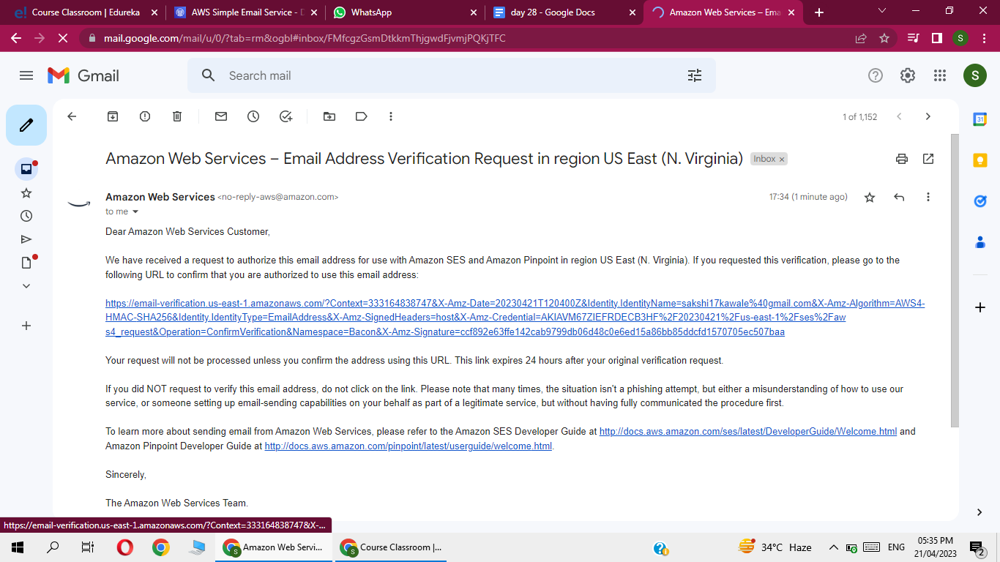 Course Classroom | Edureka
AWS Simple Email Service - D
WhatsApp
day 28 - Google Docs
Amazon Web Services – Ema
mail.google.com/mail/u/0/?tab=rm&ogbl#inbox/FMfcgzGsmDtkkmThjgwdFjvmjPQKjTFC
S
Gmail
Search mail
S
1 of 1,152
31
Amazon Web Services – Email Address Verification Request in region US East (N. Virginia)
Inbox x
Amazon Web Services <no-reply-aws@amazon.com>
17:34 (1 minute ago)
to me
Dear Amazon Web Services Customer,
We have received a request to authorize this email address for use with Amazon SES and Amazon Pinpoint in region US East (N. Virginia). If you requested this verification, please go to the
following URL to confirm that you are authorized to use this email address:
https://email-verification.us-east-1.amazonaws.com/?Context=333164838747&X-Amz-Date=20230421T120400Z&Identity.IdentityName=sakshi17kawale%40gmail.com&X-Amz-Algorithm=AWS4-
HMAC-SHA256&Identity.IdentityType=EmailAddress&X-Amz-SignedHeaders=host&X-Amz-Credential=AKIAVM67ZIEFRDECB3HF%2F20230421%2Fus-east-1%2Fses%2Faw
s4_request&Operation=ConfirmVerification&Namespace=Bacon&X-Amz-Signature=ccf892e63ffe142cab9799db06d48c0e6ed15a86bb85ddcfd1570705ec507baa
Your request will not be processed unless you confirm the address using this URL. This link expires 24 hours after your original verification request.
If you did NOT request to verify this email address, do not click on the link. Please note that many times, the situation isn't a phishing attempt, but either a misunderstanding of how to use our
service, or someone setting up email-sending capabilities on your behalf as part of a legitimate service, but without having fully communicated the procedure first.
To learn more about sending email from Amazon Web Services, please refer to the Amazon SES Developer Guide at http://docs.aws.amazon.com/ses/latest/DeveloperGuide/Welcome.html and
Amazon Pinpoint Developer Guide at http://docs.aws.amazon.com/pinpoint/latest/userguide/welcome.html.
Sincerely,
The Amazon Web Services Team.
https://email-verification.us-east-1.amazonaws.com/?Context=333164838747&X-...
Amazon Web Servi...
Course Classroom |...
34°C Haze
ENG
05:35 PM
21/04/2023
2